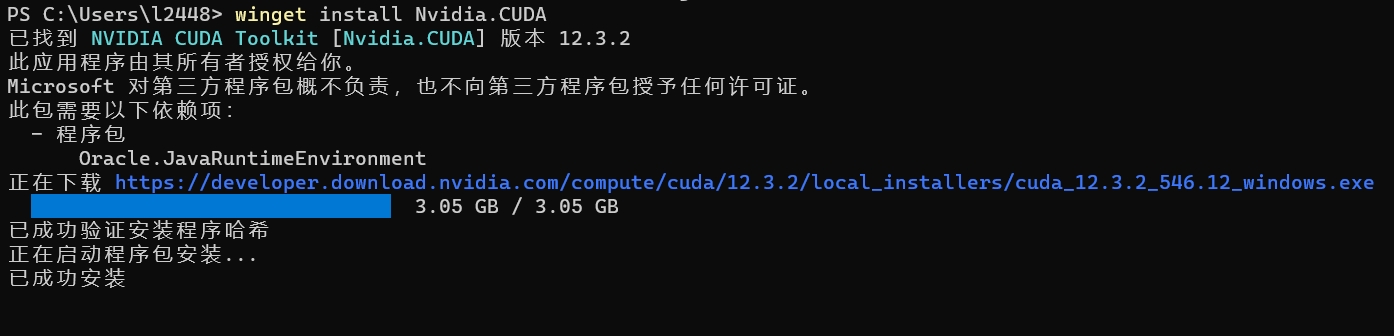 PS C:\Users\l2448> winget install Nvidia.CUDA
已找到 NVIDIA CUDA Toolkit [Nvidia.CUDA] 版本 12.3.2
此应用程序由其所有者授权给你。
Microsoft 对第三方程序包概不负责，也不向第三方程序包授予任何许可证。
此包需要以下依赖项：
- 程序包
Oracle.JavaRuntimeEnvironment
正在下载 https://developer.download.nvidia.com/compute/cuda/12.3.2/local_installers/cuda_12.3.2_546.12_windows.exe
3.05 GB / 3.05 GB
已成功验证安装程序哈希
正在启动程序包安装...
已成功安装